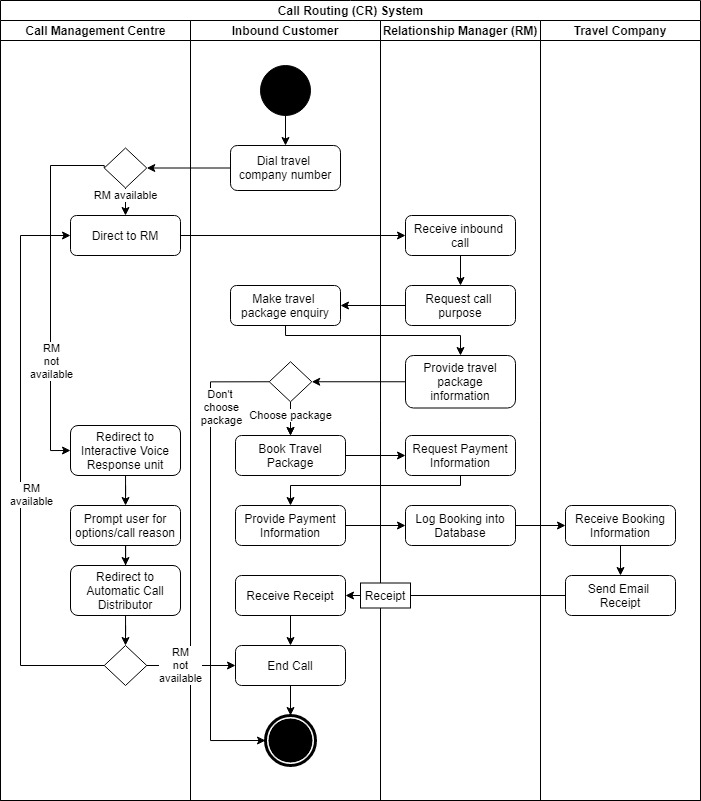 Call Routing (CR) System
Call Management Centre
Inbound Customer
Relationship Manager (RM)
Travel Company
Dial travel
company number
RM available
Direct to RM
Receive inbound
call
Make travel
package enquiry
Request call
purpose
RM
not
available
Provide travel
package
information
Don't
choose
package
Choose package
Redirect to
Interactive Voice
Response unit
Book Travel
Package
Request Payment
Information
RM
available
Prompt user for
options/call reason
Provide Payment
Information
Log Booking into
Database
Receive Booking
Information
Redirect to
Automatic Call
Distributor
Receive Receipt
Receipt
Send Email
Receipt
RM
not
available
End Call